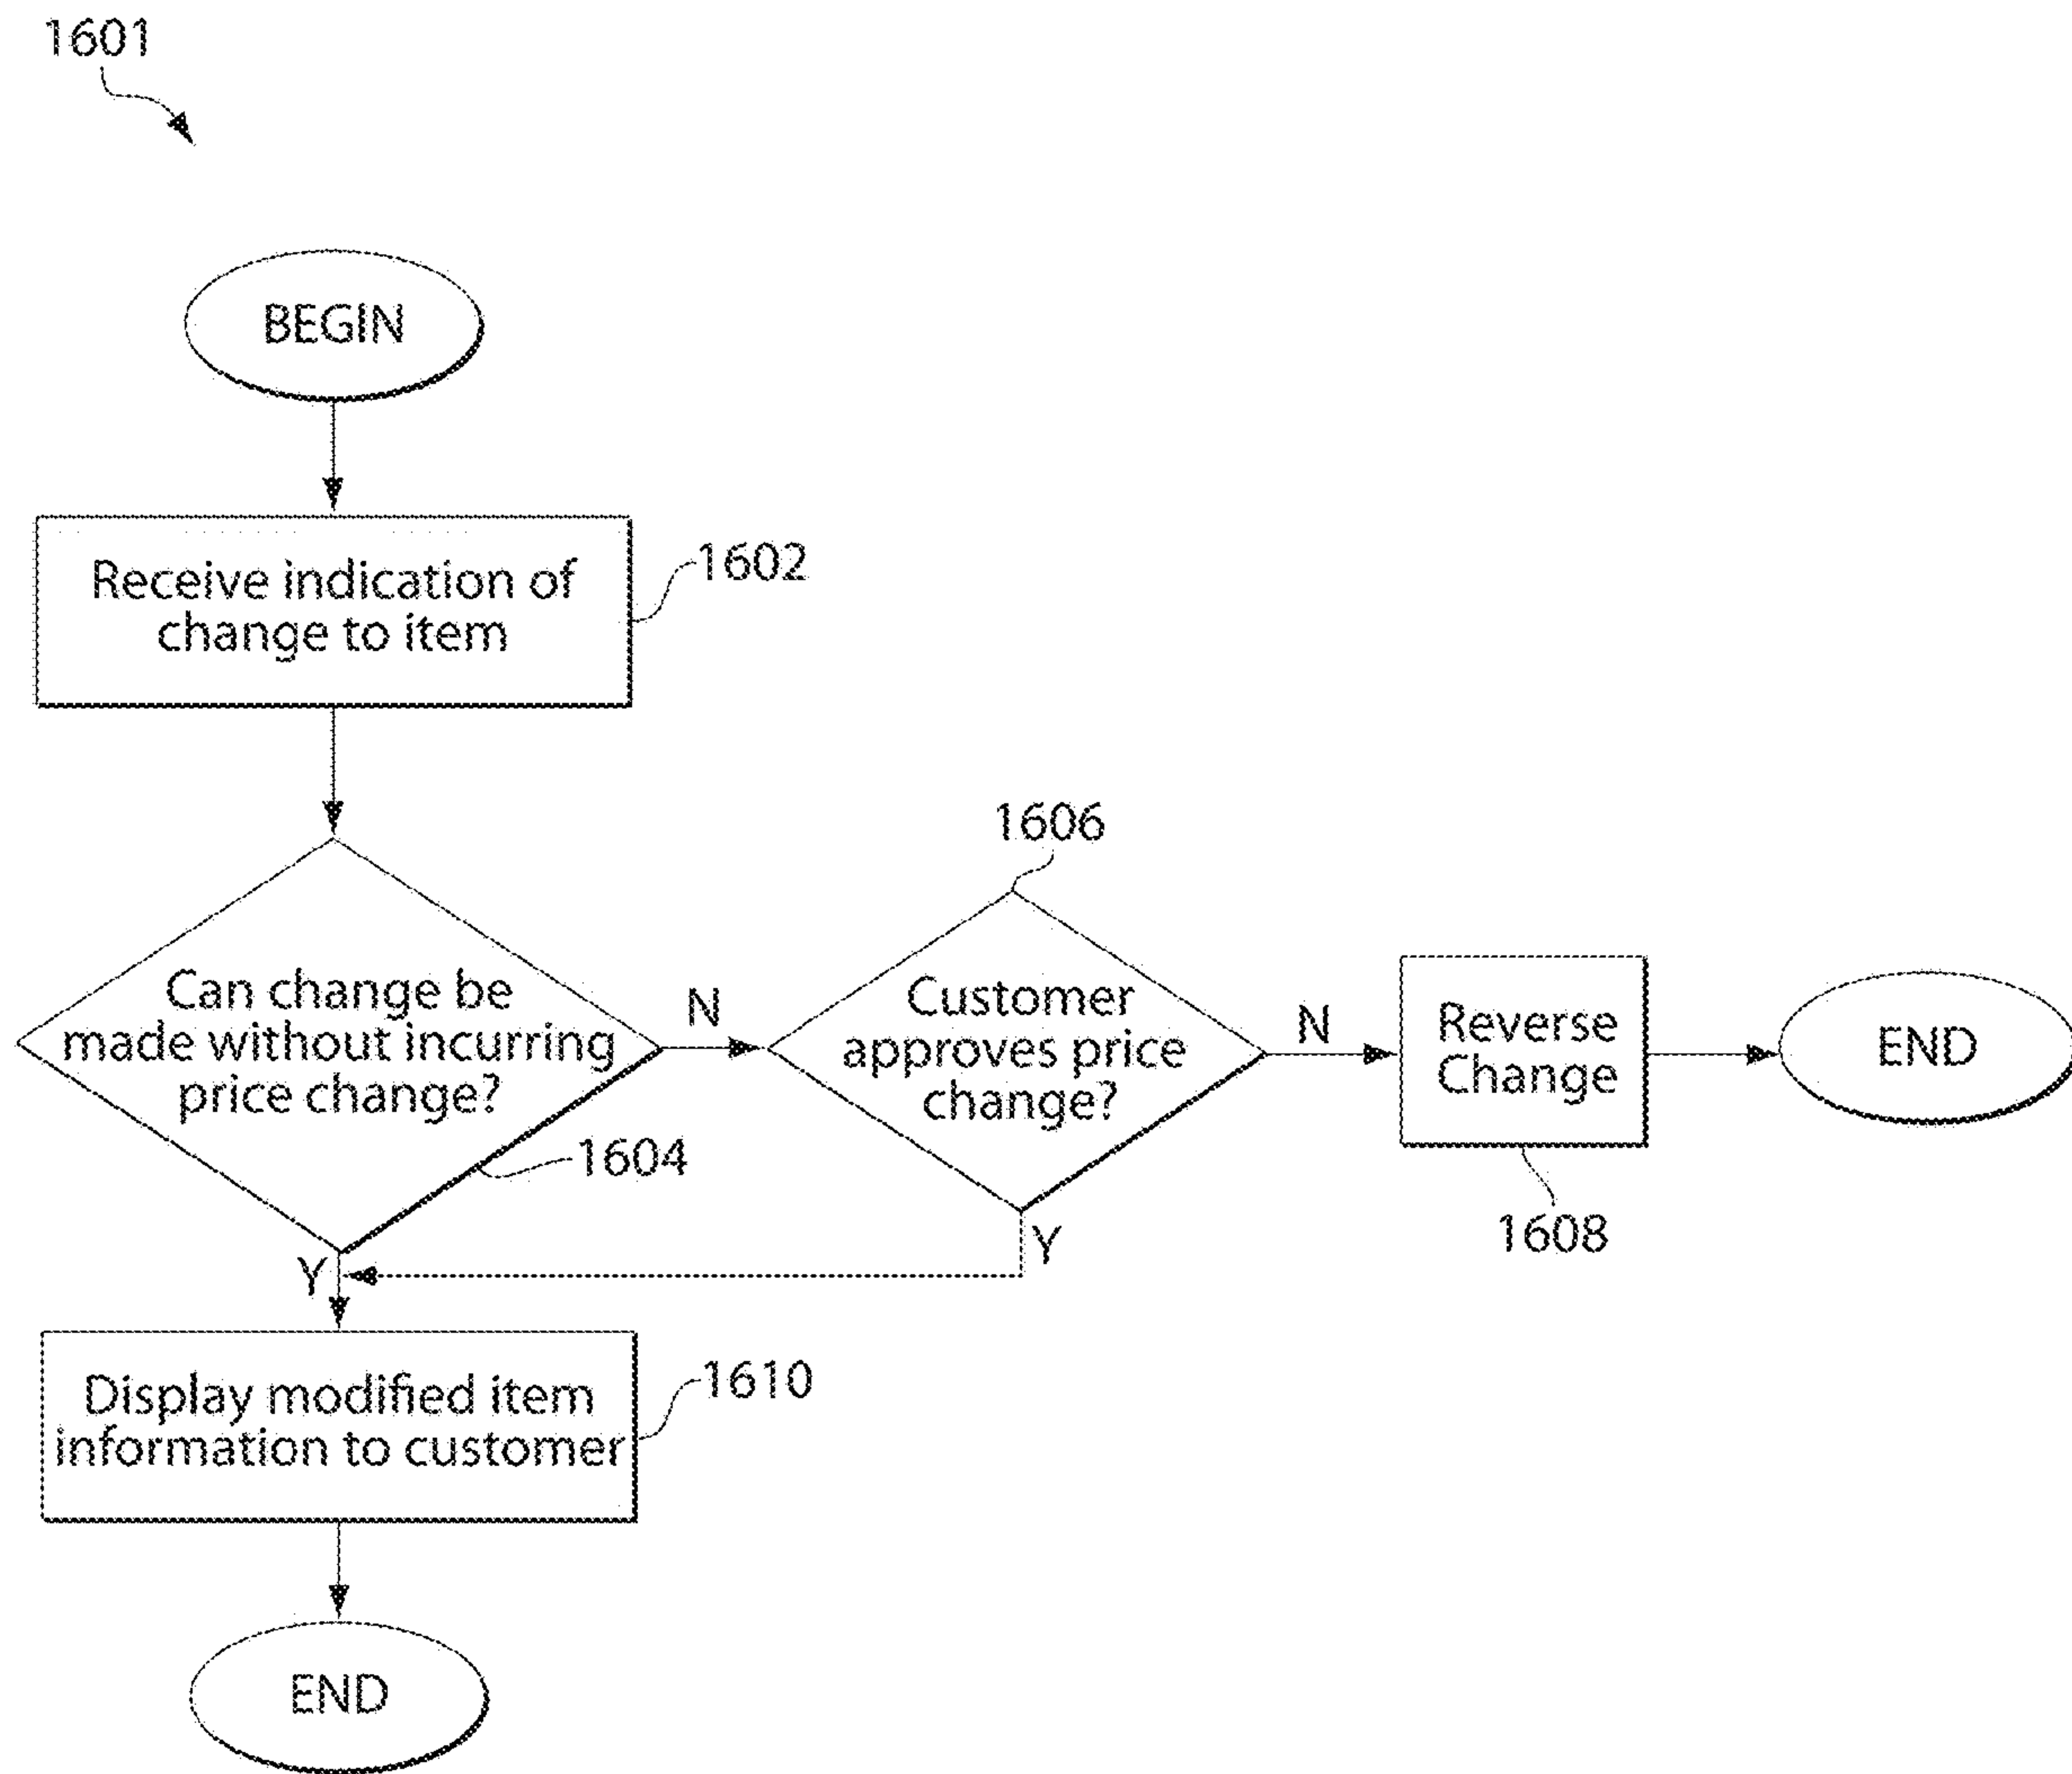 1601
BEGIN
Receive indication of
change to item
1602
Can change be
made without incurring
price change?
1604
N
Y
1606
Customer
approves price
change?
N
Y
Reverse
Change
1608
END
Display modified item
information to customer
1610
END